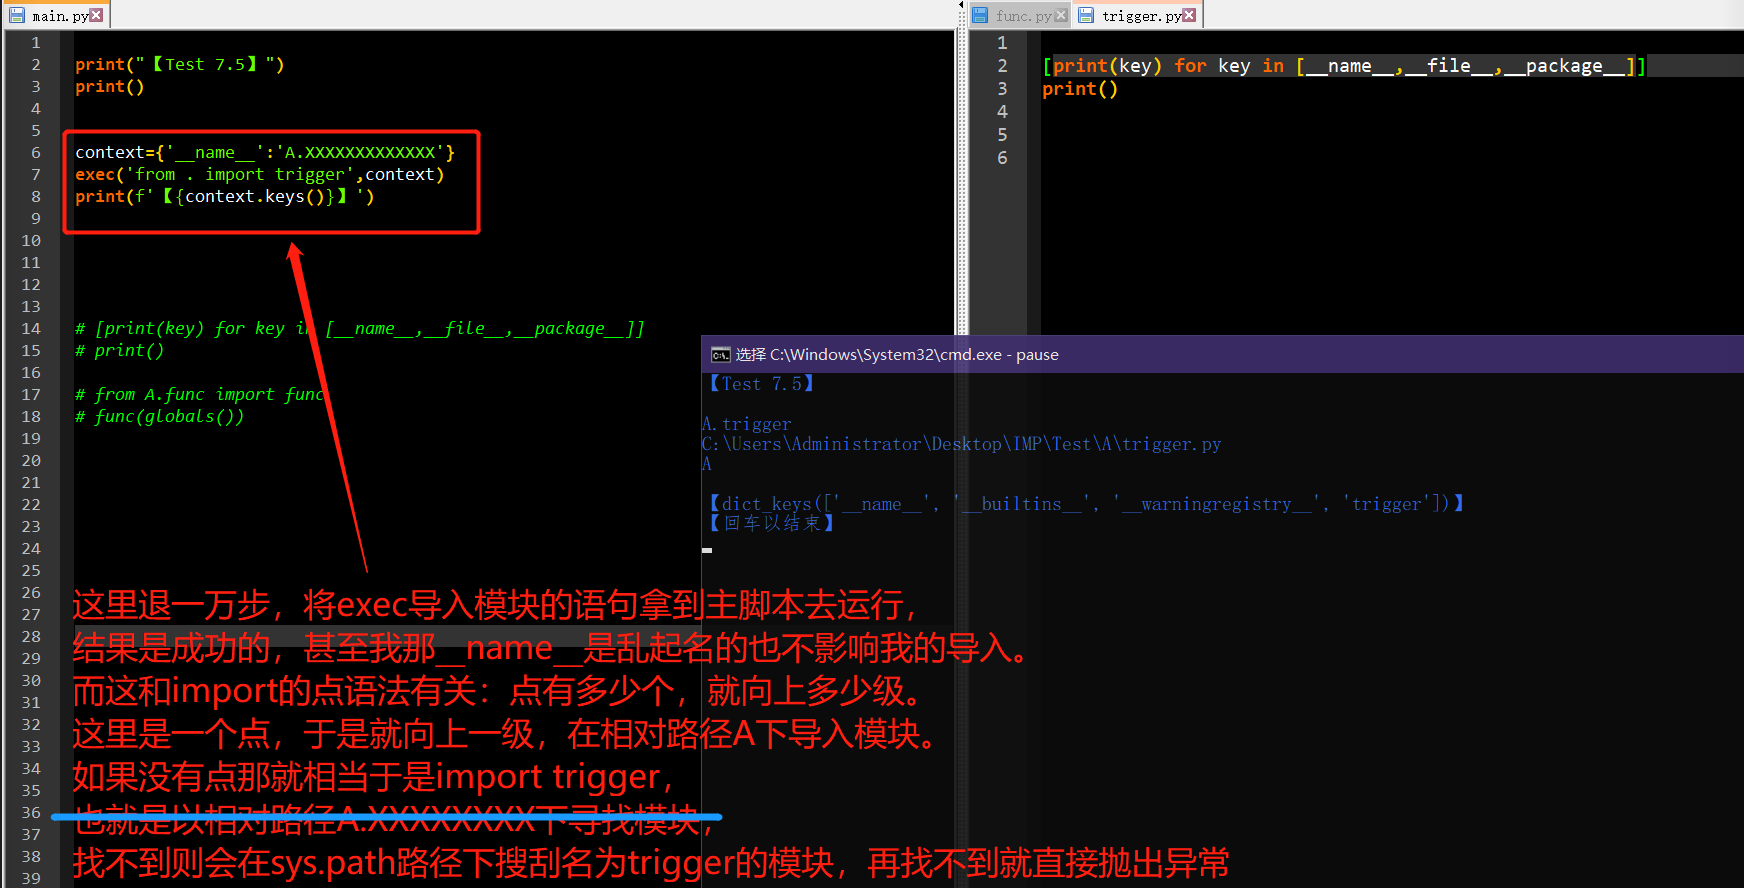 main.py
1
2 print("【Test 7.5】")
3 print()
4
5
6 context={'__name__':'A.XXXXXXXXXXXXX'}
7 exec('from . import trigger',context)
8 print(f'【{context.keys()}】')
9
10
11
12
13
14 # [print(key) for key in [__name__,__file__,__package__]]
15 # print()
16
17 # from A.func import func
18 # func(globals())
19
20
21
22
23
24
25
26
27
28
29
30
31
32
33
34
35
36
37
38
39
这里退一万步，将exec导入模块的语句拿到主脚本去运行，
结果是成功的，甚至我那__name__是乱起名的也不影响我的导入。
而这和import的点语法有关：点有多少个，就向上多少级。
这里是一个点，于是就向上一级，在相对路径A下导入模块。
如果没有点那就相当于是import trigger，
也就是以相对路径A.XXXXXXXX下寻找模块，
找不到则会在sys.path路径下搜刮名为trigger的模块，再找不到就直接抛出异常
func.py
trigger.py
1
2 [print(key) for key in [__name__,__file__,__package__]]
3 print()
4
5
6
选择 C:\Windows\System32\cmd.exe - pause
【Test 7.5】
A.trigger
C:\Users\Administrator\Desktop\IMP\Test\A\trigger.py
A
【dict_keys(['__name__', '__builtins__', '__warningregistry__', 'trigger'])】
【回车以结束】